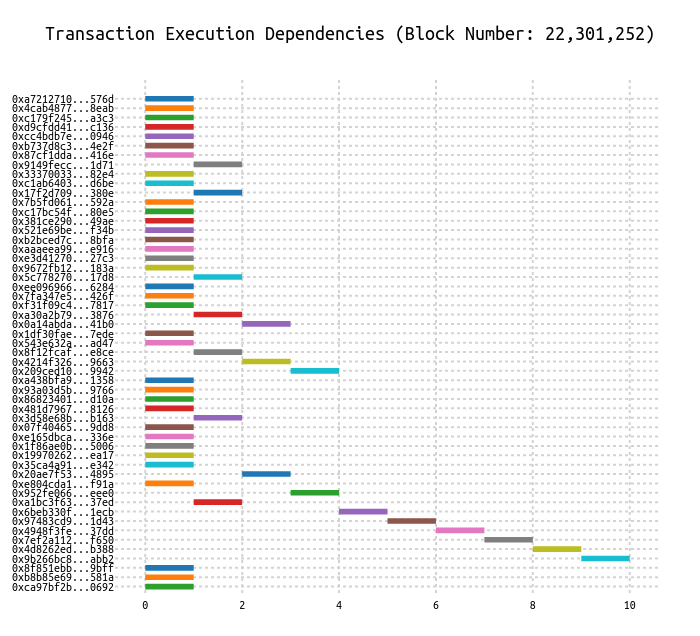 Transaction Execution Dependencies (Block Number: 22,301,252)
0xa7212710...576d
0x4cab4877...8eab
0xc179f245...a3c3
0xd9cfdd41...c136
0xcc4bdb7e...0946
0xb737d8c3...4e2f
0x87cf1dda...416e
0x9149fecc...1d71
0x33370033...82e4
0xc1ab6403...d6be
0x17f2d709...380e
0x7b5fd061...592a
0xc17bc54f...80e5
0x381ce290...49ae
0x521e69be...f34b
0xb2bced7c...8bfa
0xaaaeea99...e916
0xe3d41270...27c3
0x9672fb12...183a
0x5c778270...17d8
0xee096966...6284
0x7fa347e5...426f
0xf31f09c4...7817
0xa30a2b79...3876
0x0a14abda...41b0
0x1df30fae...7ede
0x543e632a...ad47
0x8f12fcaf...e8ce
0x4214f326...9663
0x209ced10...9942
0xa438bfa9...1358
0x93a03d5b...9766
0x86823401...d10a
0x481d7967...8126
0x3d58e68b...b163
0x07f40465...9dd8
0xe165dbca...336e
0x1f86ae0b...5006
0x19970262...ea17
0x35ca4a91...e342
0x20ae7f53...4895
0xe804cda1...f91a
0x952fe066...eee0
0xa1bc3f63...37ed
0x6beb330f...1ecb
0x97483cd9...1d43
0x4948f3fe...37dd
0x7ef2a112...f650
0x4d8262ed...b388
0x9b266bc8...abb2
0x8f851ebb...9bff
0xb8b85e69...581a
0xca97bf2b...0692
0 2 4 6 8 10